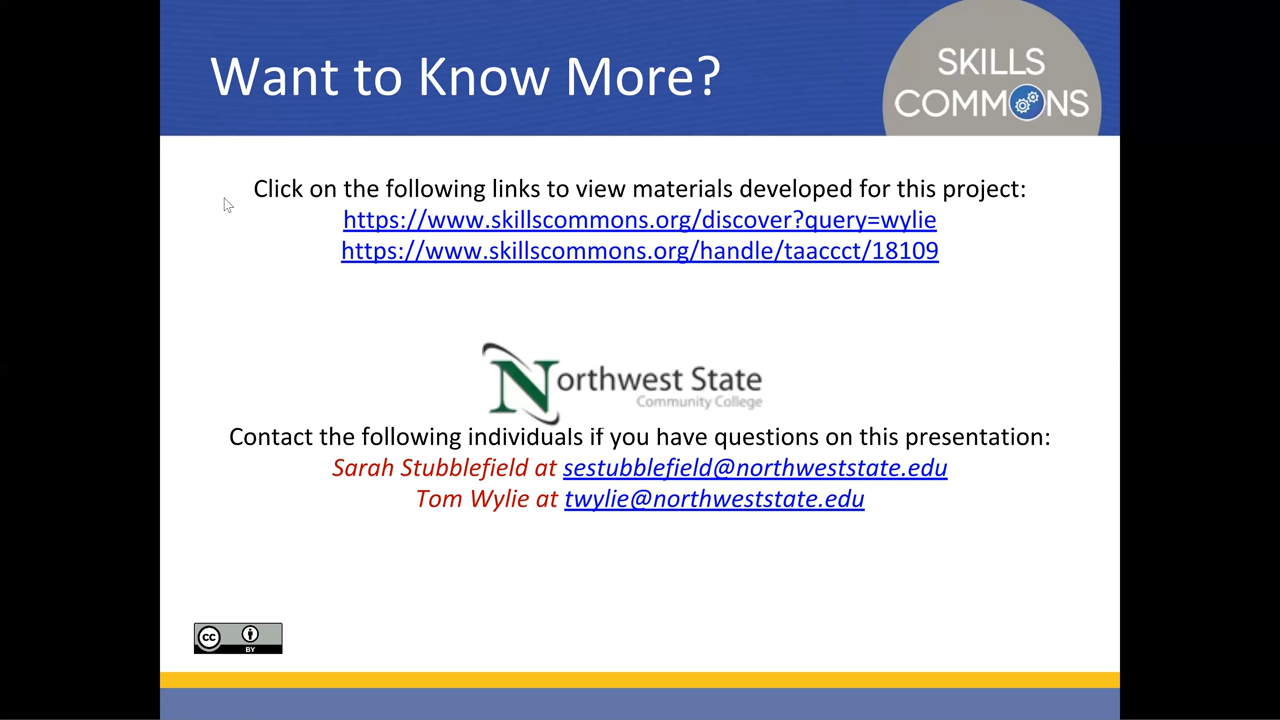 Want to Know More?
SKILLS
COMMONS
Click on the following links to view materials developed for this project:
https://www.skillscommons.org/discover?query=wylie
https://www.skillscommons.org/handle/taaccct/18109
Northwest State
Community College
Contact the following individuals if you have questions on this presentation:
Sarah Stubblefield at sestubblefield@northweststate.edu
Tom Wylie at twylie@northweststate.edu
cc
BY